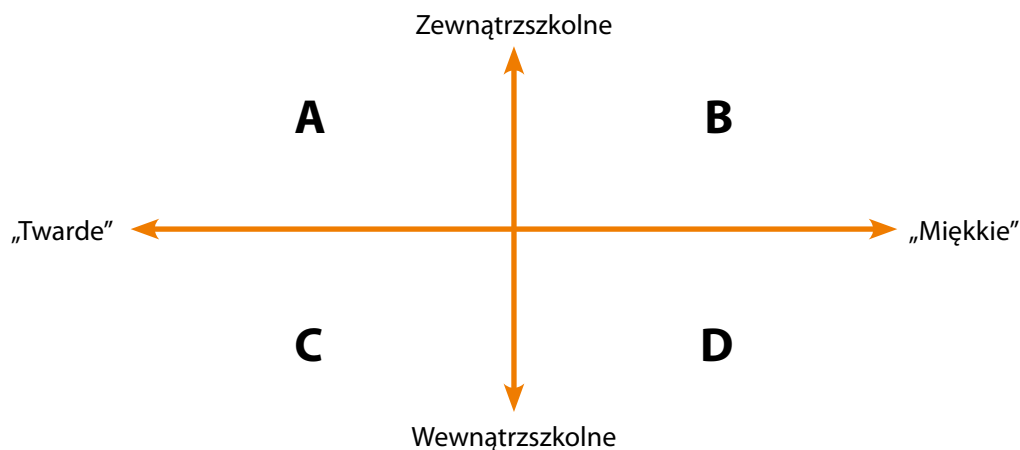 Zewnątrzszkolne
A
B
„Twarde”
„Miękkie”
C
D
Wewnątrzszkolne